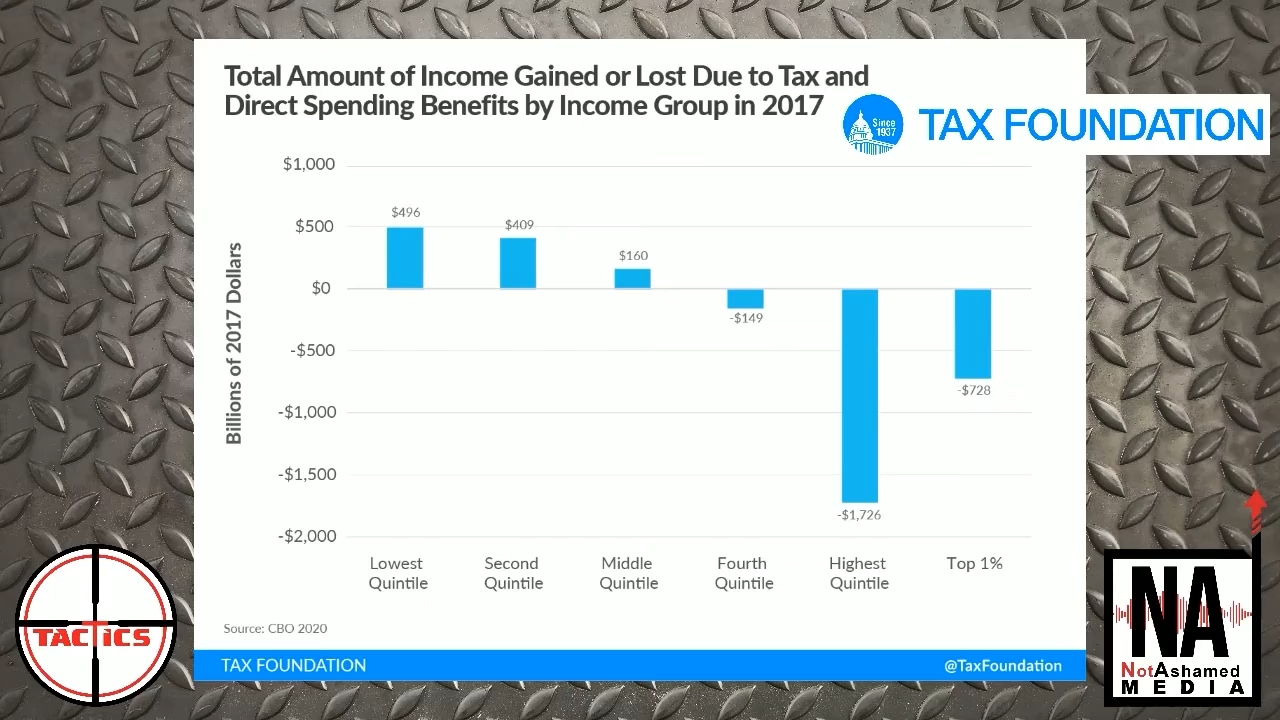 Total Amount of Income Gained or Lost Due to Tax and
Direct Spending Benefits by Income Group in 2017
Since
1937
TAX FOUNDATION
Billions of 2017 Dollars
$1,000
$500
$0
-$500
-$1,000
-$1,500
-$2,000
$496
$409
$160
-$149
-$1,726
-$728
Lowest
Quintile
Second
Quintile
Middle
Quintile
Fourth
Quintile
Highest
Quintile
Top 1%
Source: CBO 2020
TAX FOUNDATION
@TaxFoundation
TACTICS
NA
NotAshamed
MEDIA